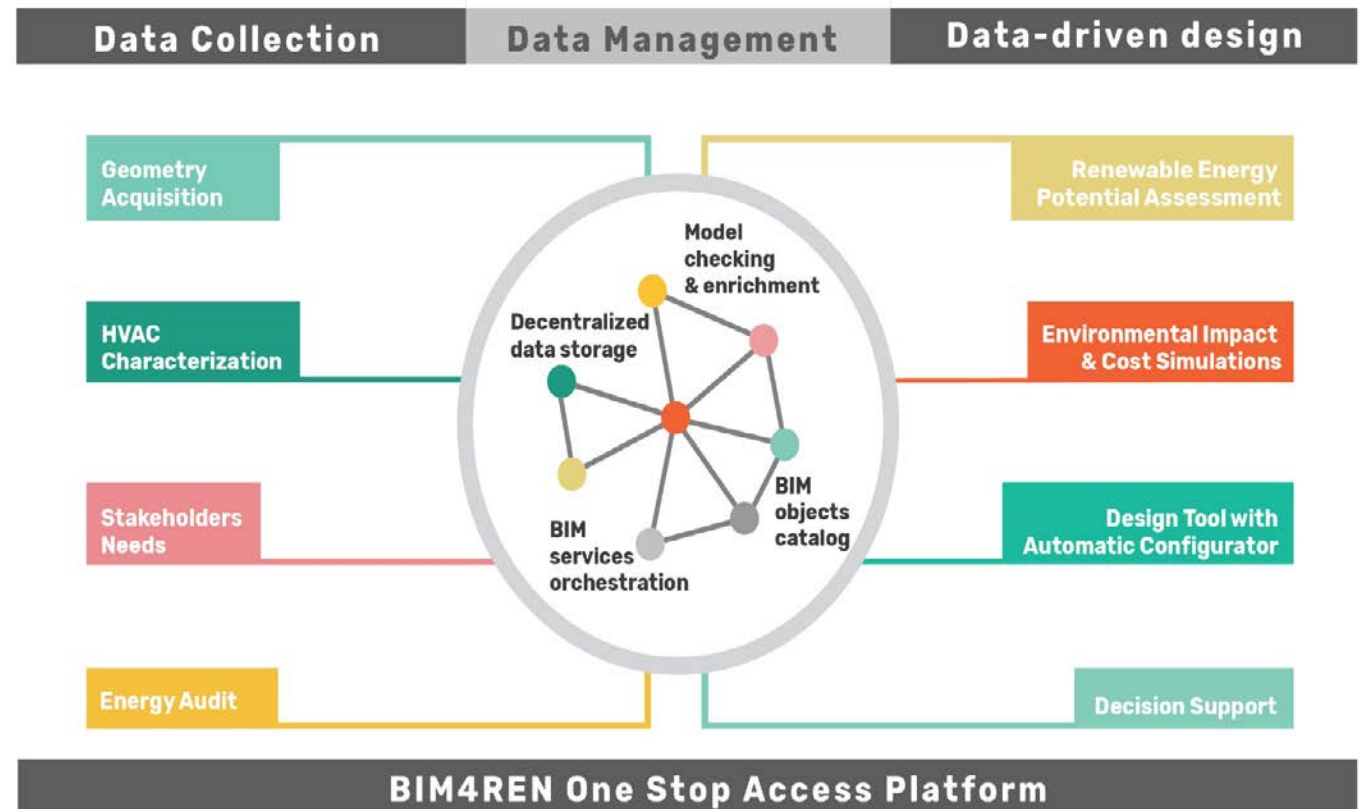 Data Collection
Data Management
Data-driven design
Geometry
Acquisition
HVAC
Characterization
Stakeholders
Needs
Energy Audit
Model
checking
& enrichment
Decentralized
data storage
BIM
objects
catalog
BIM
services
orchestration
Renewable Energy
Potential Assessment
Environmental Impact
& Cost Simulations
Design Tool with
Automatic Configurator
Decision Support
BIM4REN One Stop Access Platform